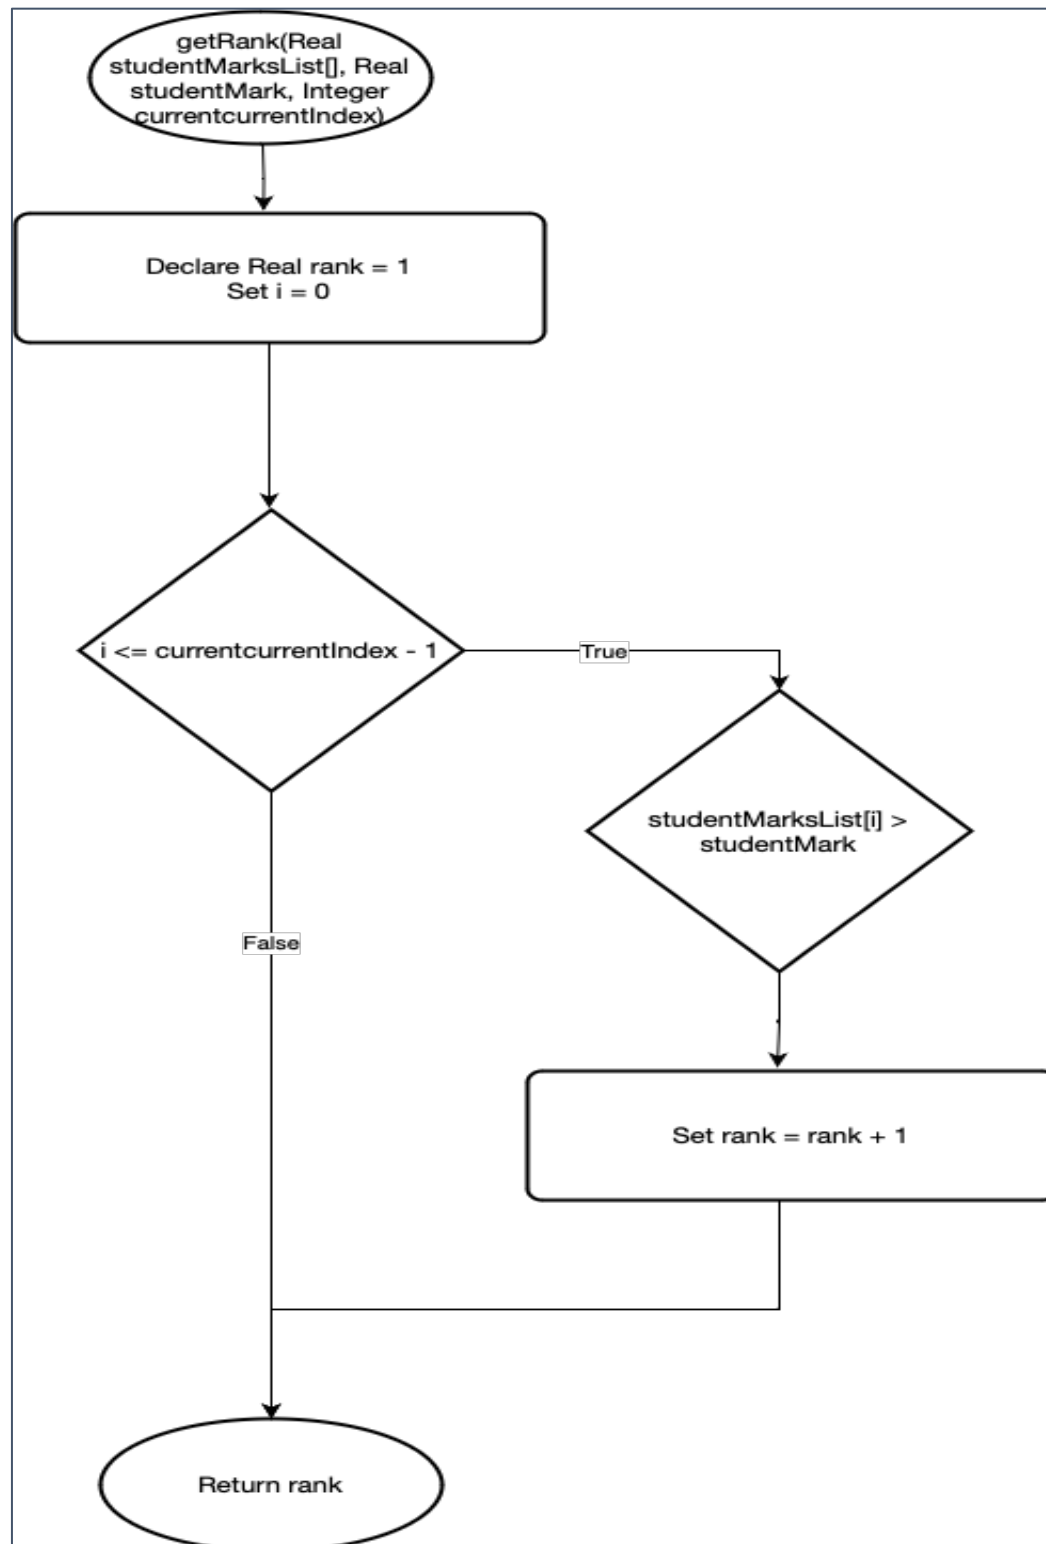 getRank(Real
studentMarksList[], Real
studentMark, Integer
currentcurrentIndex)
Declare Real rank = 1
Set i = 0
i <= currentcurrentIndex - 1
True
studentMarksList[i] >
studentMark
False
Set rank = rank + 1
Return rank